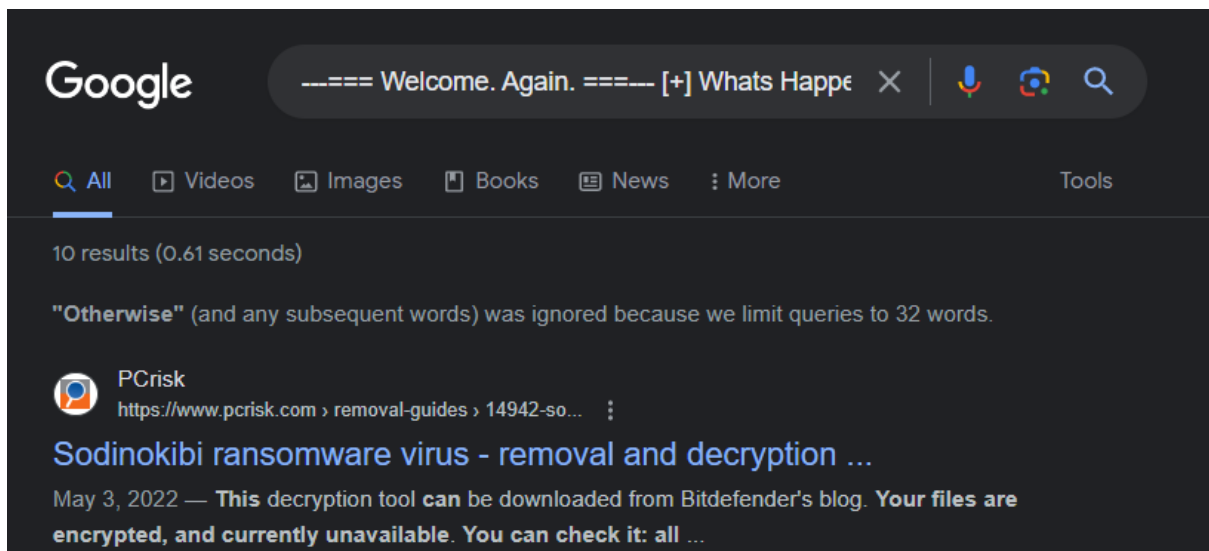 Google
---=== Welcome. Again. ===--- [+] Whats Happe
All Videos Images Books News More Tools
10 results (0.61 seconds)
"Otherwise" (and any subsequent words) was ignored because we limit queries to 32 words.
PCrisk
https://www.pcrisk.com › removal-guides › 14942-so...
Sodinokibi ransomware virus - removal and decryption ...
May 3, 2022 — This decryption tool can be downloaded from Bitdefender's blog. Your files are
encrypted, and currently unavailable. You can check it: all ...